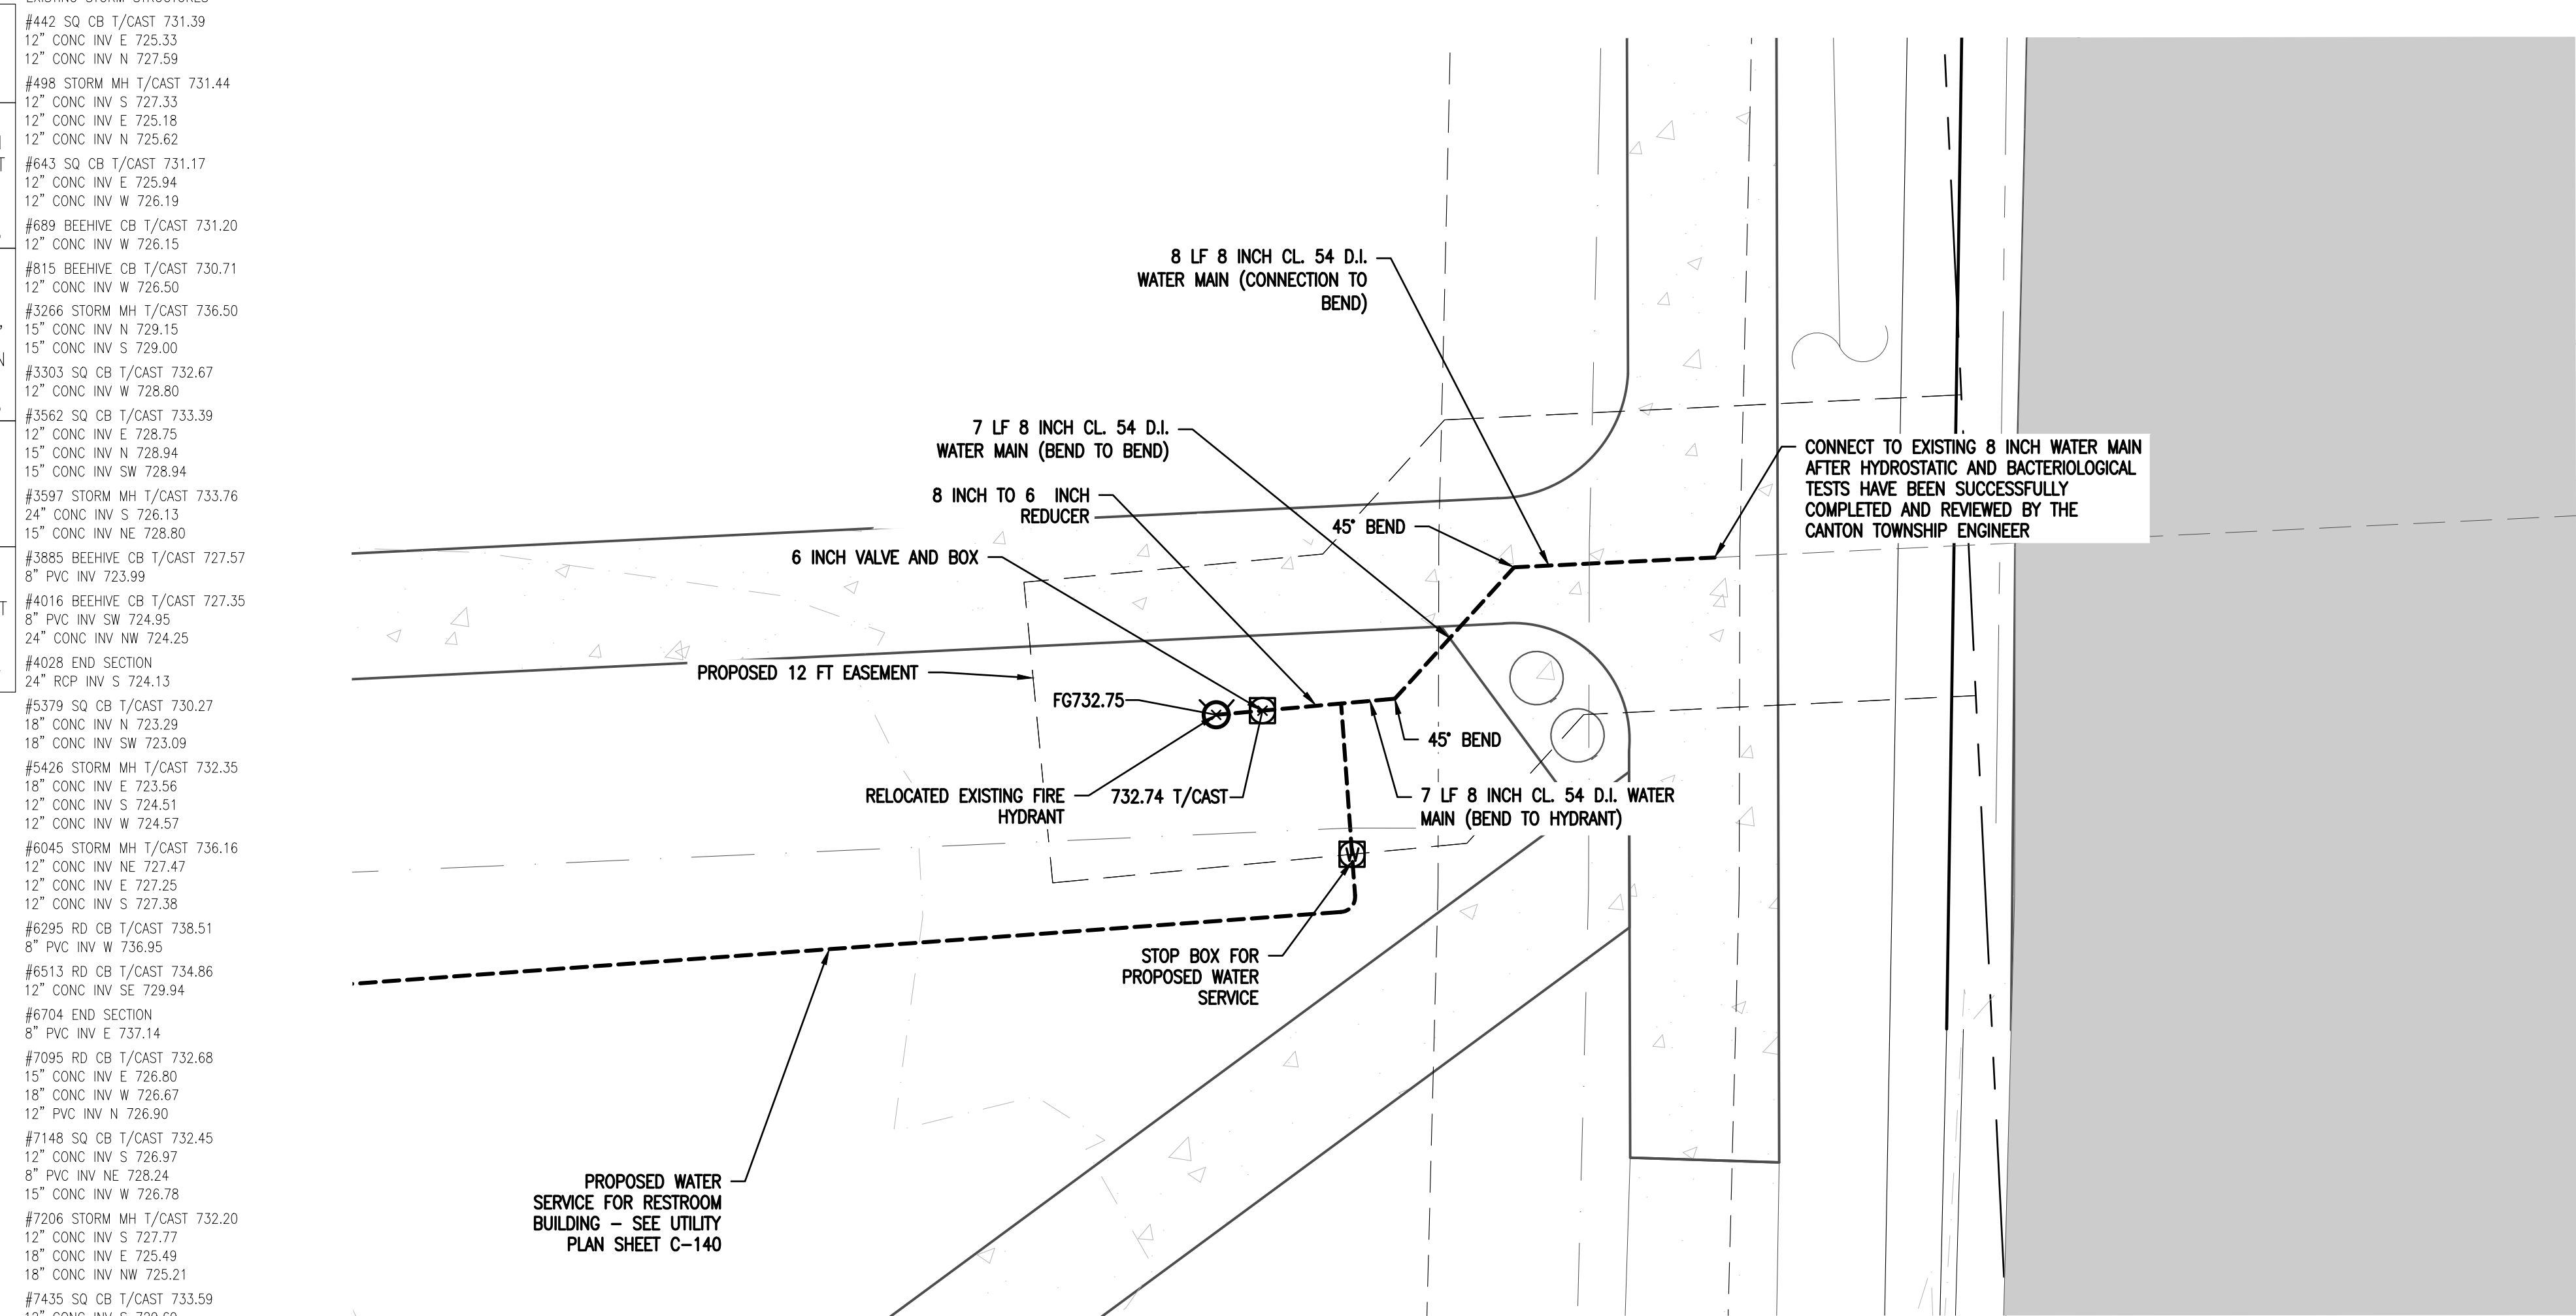 #442 SQ CB T/CAST 731.39
12" CONC INV E 725.33
12" CONC INV N 727.59
#498 STORM MH T/CAST 731.44
12" CONC INV S 727.33
12" CONC INV E 725.18
12" CONC INV N 725.62
#643 SQ CB T/CAST 731.17
12" CONC INV E 725.94
12" CONC INV W 726.19
#689 BEEHIVE CB T/CAST 731.20
12" CONC INV W 726.15
#815 BEEHIVE CB T/CAST 730.71
12" CONC INV W 726.50
#3266 STORM MH T/CAST 736.50
15" CONC INV N 729.15
15" CONC INV S 729.00
#3303 SQ CB T/CAST 732.67
12" CONC INV W 728.80
#3562 SQ CB T/CAST 733.39
12" CONC INV E 728.75
15" CONC INV N 728.94
15" CONC INV SW 728.94
#3597 STORM MH T/CAST 733.76
24" CONC INV S 726.13
15" CONC INV NE 728.80
#3885 BEEHIVE CB T/CAST 727.57
8" PVC INV 723.99
#4016 BEEHIVE CB T/CAST 727.35
8" PVC INV SW 724.95
24" CONC INV NW 724.25
#4028 END SECTION
24" RCP INV S 724.13
#5379 SQ CB T/CAST 730.27
18" CONC INV N 723.29
18" CONC INV SW 723.09
#5426 STORM MH T/CAST 732.35
18" CONC INV E 723.56
12" CONC INV S 724.51
12" CONC INV W 724.57
#6045 STORM MH T/CAST 736.16
12" CONC INV NE 727.47
12" CONC INV E 727.25
12" CONC INV S 727.38
#6295 RD CB T/CAST 738.51
8" PVC INV W 736.95
#6513 RD CB T/CAST 734.86
12" CONC INV SE 729.94
#6704 END SECTION
8" PVC INV E 737.14
#7095 RD CB T/CAST 732.68
15" CONC INV E 726.80
18" CONC INV W 726.67
12" PVC INV N 726.90
#7148 SQ CB T/CAST 732.45
12" CONC INV S 726.97
8" PVC INV NE 728.24
15" CONC INV W 726.78
#7206 STORM MH T/CAST 732.20
12" CONC INV S 727.77
18" CONC INV E 725.49
18" CONC INV NW 725.21
#7435 SQ CB T/CAST 733.59
8 LF 8 INCH CL. 54 D.I.
WATER MAIN (CONNECTION TO
BEND)
7 LF 8 INCH CL. 54 D.I.
WATER MAIN (BEND TO BEND)
8 INCH TO 6 INCH
REDUCER
6 INCH VALVE AND BOX
45° BEND
CONNECT TO EXISTING 8 INCH WATER MAIN
AFTER HYDROSTATIC AND BACTERIOLOGICAL
TESTS HAVE BEEN SUCCESSFULLY
COMPLETED AND REVIEWED BY THE
CANTON TOWNSHIP ENGINEER
PROPOSED 12 FT EASEMENT
FG732.75
45° BEND
RELOCATED EXISTING FIRE
HYDRANT
732.74 T/CAST
7 LF 8 INCH CL. 54 D.I. WATER
MAIN (BEND TO HYDRANT)
W
STOP BOX FOR
PROPOSED WATER
SERVICE
PROPOSED WATER
SERVICE FOR RESTROOM
BUILDING – SEE UTILITY
PLAN SHEET C–140